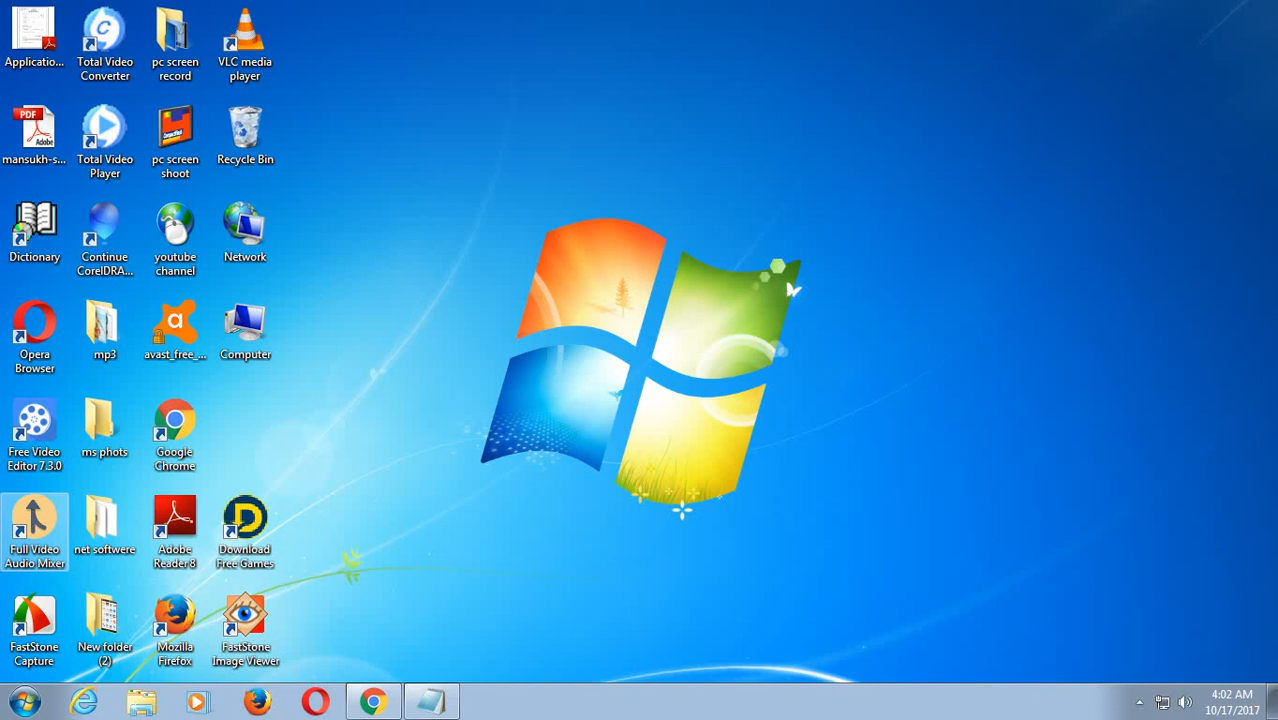 Applicatio...
Total Video
Converter
pc screen
record
VLC media
player
PDF
Adobe
mansukh-s...
Total Video
Player
pc screen
shoot
Recycle Bin
Dictionary
Continue
CorelDRA...
youtube
channel
Network
Opera
Browser
mp3
avast_free_...
Computer
Free Video
Editor 7.3.0
ms phots
Google
Chrome
Full Video
Audio Mixer
net softwere
Adobe
Reader 8
Download
Free Games
FastStone
Capture
New folder
(2)
Mozilla
Firefox
FastStone
Image Viewer
4:02 AM
10/17/2017